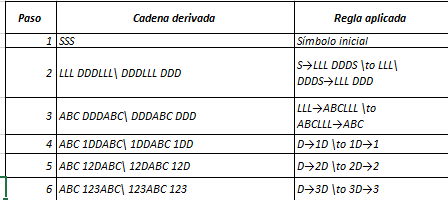 Paso Cadena derivada Regla aplicada
1 SSS Símbolo inicial
2 LLL DDDLLL\ DDDLLL DDD S→LLL DDDS \to LLL\
DDDS→LLL DDD
3 ABC DDDABC\ DDDABC DDD LLL→ABCLLL \to
ABCLLL→ABC
4 ABC 1DDABC\ 1DDABC 1DD D→1D \to 1D→1
5 ABC 12DABC\ 12DABC 12D D→2D \to 2D→2
6 ABC 123ABC\ 123ABC 123 D→3D \to 3D→3